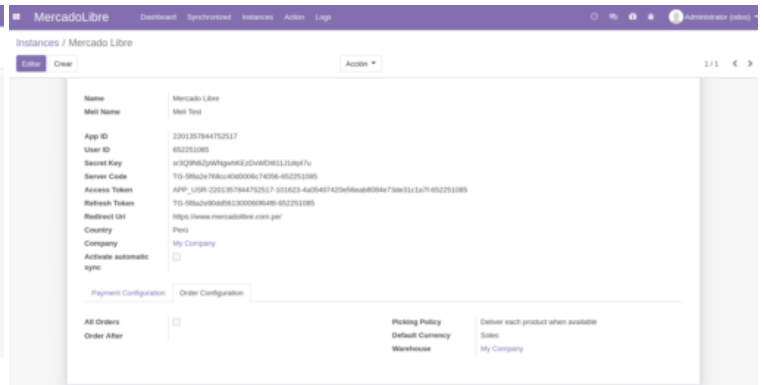 MercadoLibre Dashboard Synchronized Instances Action Logs Administrator (odoo)
Instances / Mercado Libre
Editar Crear Acción 1 / 1
Name Mercado Libre
Meli Name Meli Test
App ID 2201357844752517
User ID 652251085
Secret Key
Server Code
Access Token
Refresh Token
Redirect Uri https://www.mercadolibre.com.pe/
Country Perú
Company My Company
Activate automatic
sync
Payment Configuration Order Configuration
All Orders Picking Policy Deliver each product when available
Order After Default Currency Soles
Warehouse My Company